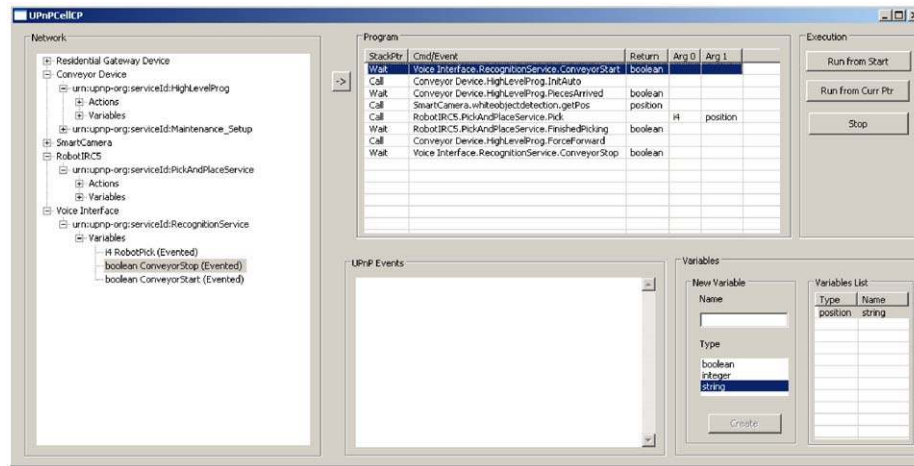 UPnPCellCP
Network
Residential Gateway Device
Conveyor Device
urn:upnp-org:serviceId:HighLevelProg
Actions
Variables
urn:upnp-org:serviceId:Maintenance_Setup
SmartCamera
RobotIRC5
urn:upnp-org:serviceId:PickAndPlaceService
Actions
Variables
Voice Interface
urn:upnp-org:serviceId:RecognitionService
Variables
i4 RobotPick (Evented)
boolean ConveyorStop (Evented)
boolean ConveyorStart (Evented)
->
Program
StackPtr Cmd/Event Return Arg 0 Arg 1
Wait Voice Interface.RecognitionService.ConveyorStart boolean
Call Conveyor Device.HighLevelProg.InitAuto
Wait Conveyor Device.HighLevelProg.PiecesArrived boolean
Call SmartCamera.whiteobjectdetection.getPos position
Call RobotIRC5.PickAndPlaceService.Pick i4 position
Wait RobotIRC5.PickAndPlaceService.FinishedPicking boolean
Call Conveyor Device.HighLevelProg.ForceForward
Wait Voice Interface.RecognitionService.ConveyorStop boolean
Execution
Run from Start
Run from Curr Ptr
Stop
UPnP Events
Variables
New Variable
Name
Type
boolean
integer
string
Create
Variables List
Type Name
position string